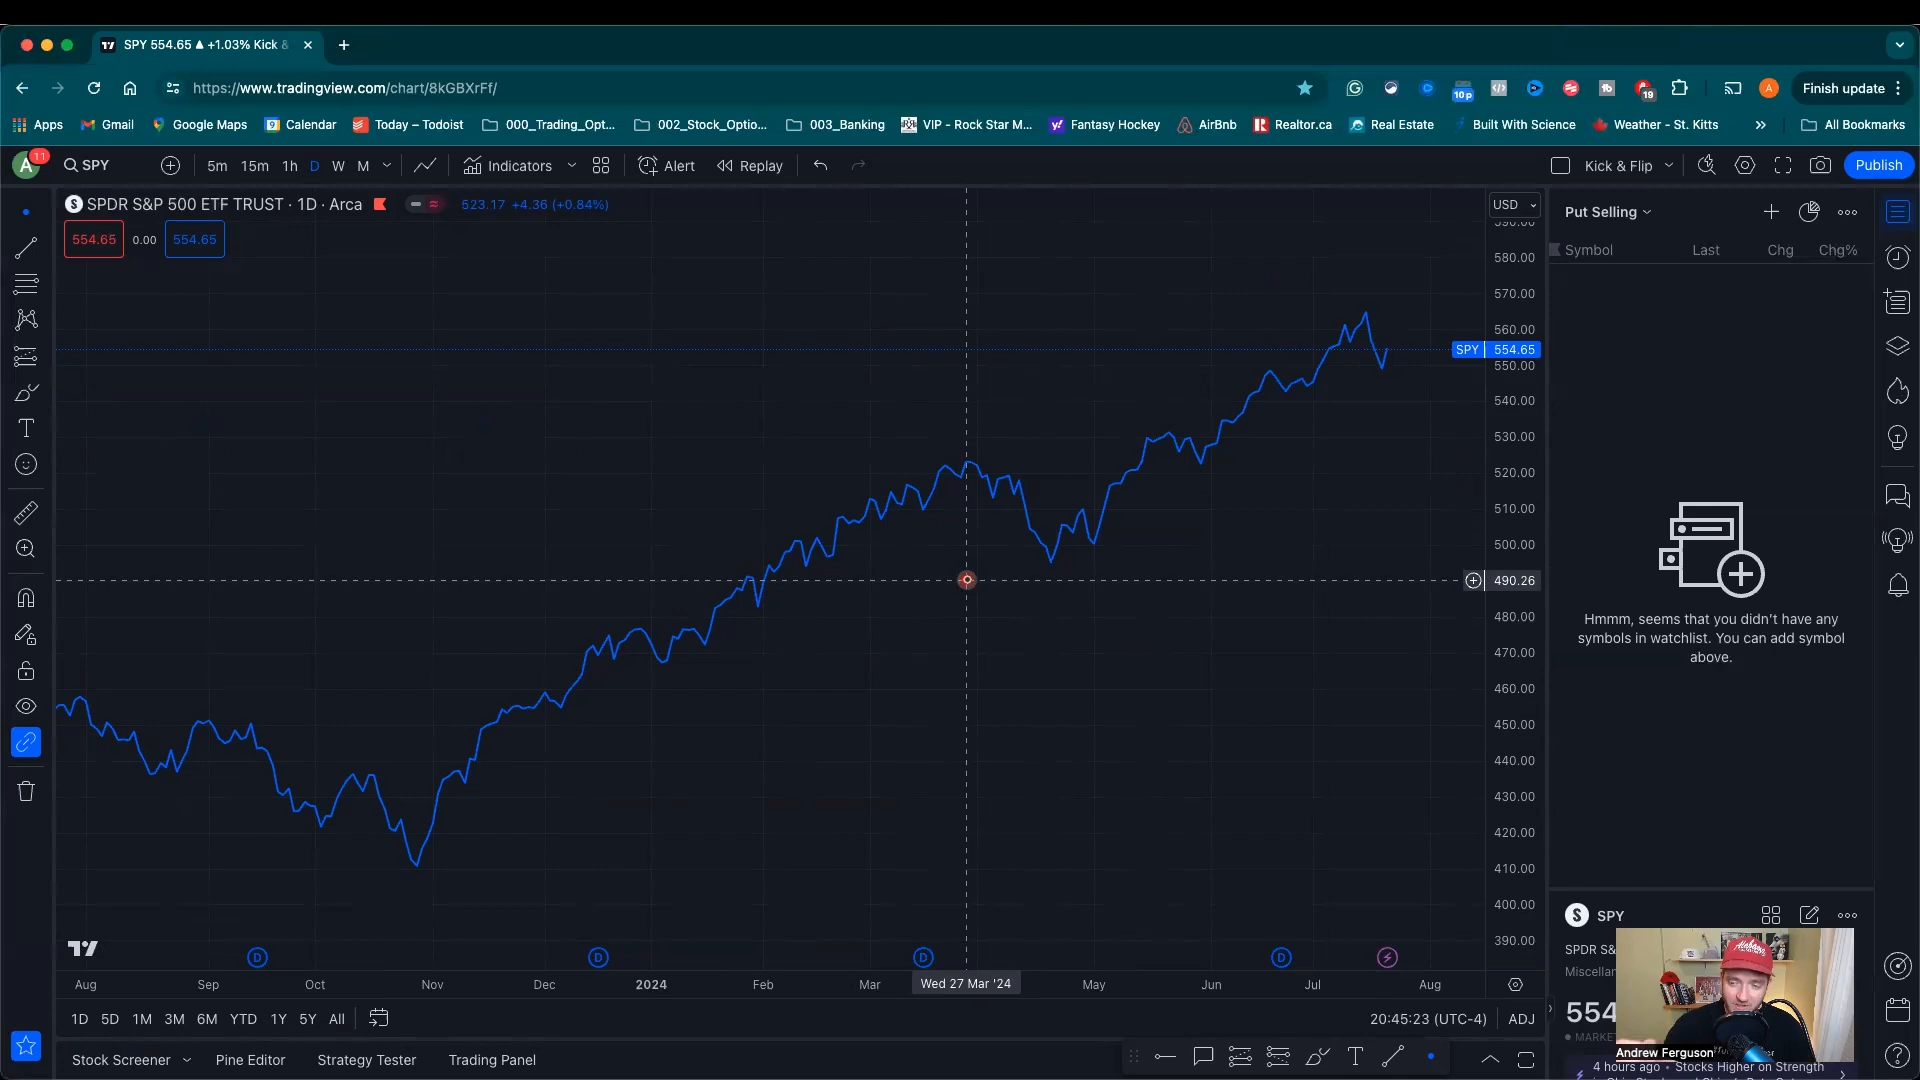 SPY 554.65 ▲ +1.03% Kick &
https://www.tradingview.com/chart/8kGBXrFf/
10p
19
A
Finish update
Apps
Gmail
Google Maps
Calendar
Today – Todoist
000_Trading_Opt...
002_Stock_Optio...
003_Banking
VIP - Rock Star M...
Fantasy Hockey
AirBnb
Realtor.ca
Real Estate
Built With Science
Weather - St. Kitts
»
All Bookmarks
A
11
SPY
5m 15m 1h D W M
Indicators
Alert
Replay
Kick & Flip
Publish
S SPDR S&P 500 ETF TRUST · 1D · Arca
523.17 +4.36 (+0.84%)
554.65 0.00 554.65
USD
580.00
570.00
560.00
SPY 554.65
550.00
540.00
530.00
520.00
510.00
500.00
490.26
480.00
470.00
460.00
450.00
440.00
430.00
420.00
410.00
400.00
390.00
Put Selling
Symbol Last Chg Chg%
Hmmm, seems that you didn't have any
symbols in watchlist. You can add symbol
above.
D D D D
Aug Sep Oct Nov Dec 2024 Feb Mar Wed 27 Mar '24 May Jun Jul Aug
1D 5D 1M 3M 6M YTD 1Y 5Y All
20:45:23 (UTC-4) ADJ
Stock Screener
Pine Editor
Strategy Tester
Trading Panel
S SPY
SPDR S&
Miscellan
554
MARKE
Alabama
Andrew Ferguson
4 hours ago • Stocks Higher on Strength